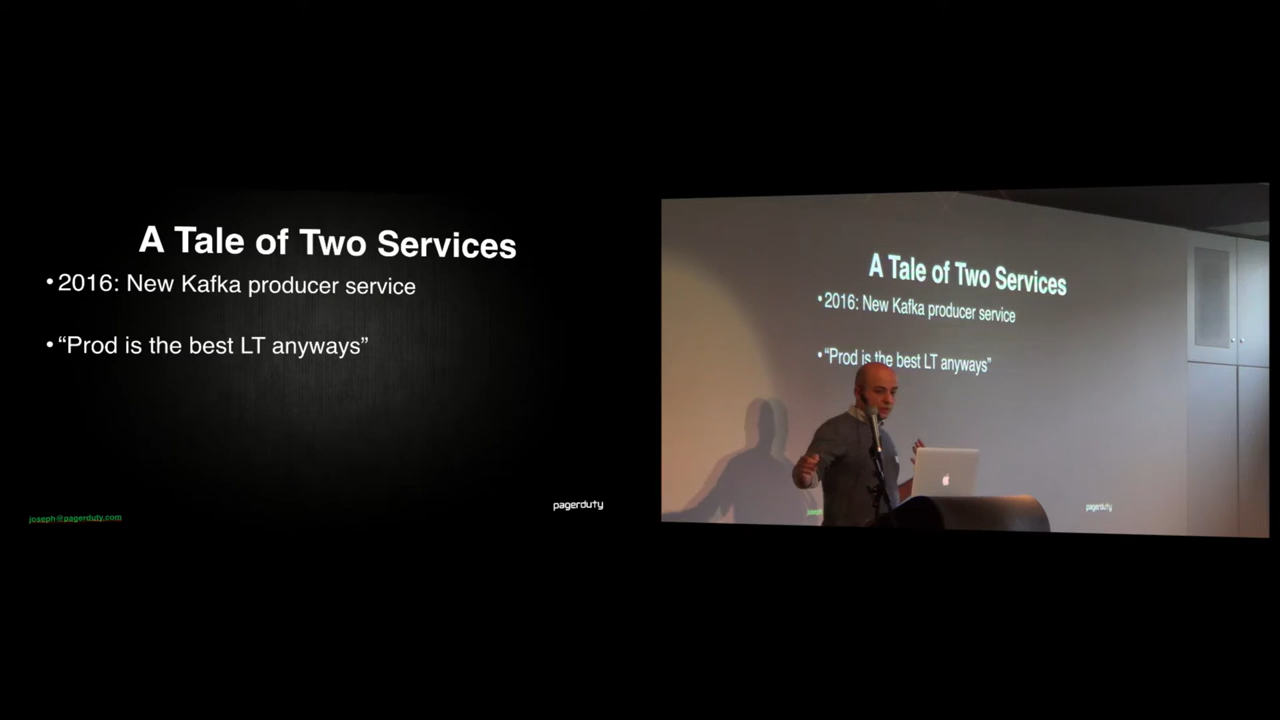 A Tale of Two Services
• 2016: New Kafka producer service
• “Prod is the best LT anyways”
joseph@pagerduty.com
pagerduty
A Tale of Two Services
• 2016: New Kafka producer service
• “Prod is the best LT anyways”
joseph
pagerduty